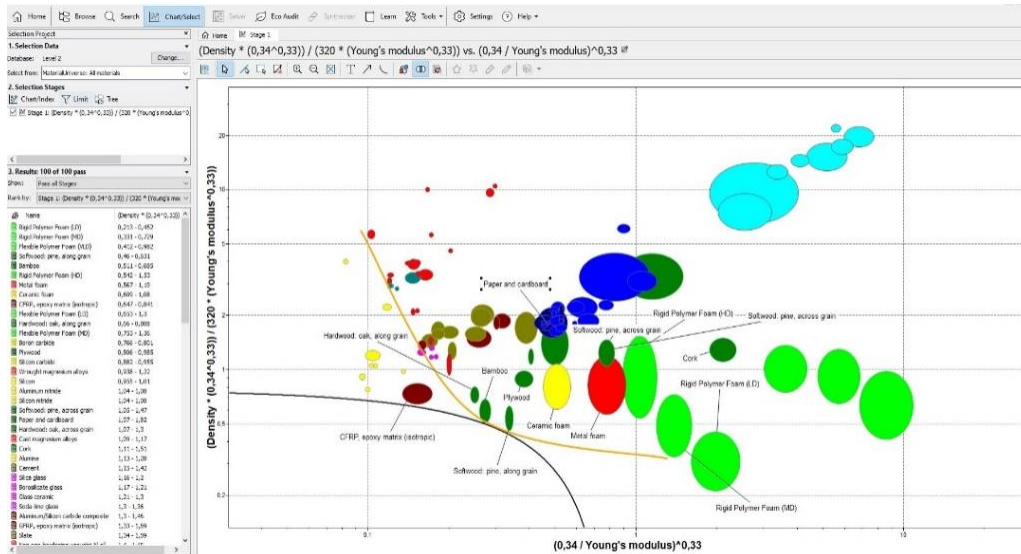 Home Browse Search Chart/Select Solver Eco Audit Synthesizer Learn Tools Settings Help
Selection Project
1. Selection Data
Database: Level 2 Change...
Select from: MaterialUniverse: All materials
2. Selection Stages
Chart/Index Limit Tree
Stage 1: (Density * (0,34^0,33)) / (320 * (Young's modulus^0
3. Results: 100 of 100 pass
Show: Pass all Stages
Rank by: Stage 1: (Density * (0,34^0,33)) / (320 * (Young's mo
Name (Density * (0,34^0,33))
Rigid Polymer Foam (LD)
Rigid Polymer Foam (MD)
Flexible Polymer Foam (VLD)
Softwood: pine, along grain
Bamboo
Rigid Polymer Foam (HD)
Metal foam
Ceramic foam
CFRP, epoxy matrix (isotropic)
Flexible Polymer Foam (LD)
Hardwood: oak, along grain
Flexible Polymer Foam (MD)
Boron carbide
Plywood
Silicon carbide
Wrought magnesium alloys
Silicon
Aluminum nitride
Silicon nitride
Softwood: pine, across grain
Paper and cardboard
Hardwood: oak, across grain
Cast magnesium alloys
Cork
Alumina
Cement
Silica glass
Borosilicate glass
Glass ceramic
Soda-lime glass
Aluminum/Silicon carbide composite
GFRP, epoxy matrix (isotropic)
Slate
Home Stage 1
(Density * (0,34^0,33)) / (320 * (Young's modulus^0,33)) vs. (0,34 / Young's modulus)^0,33
(Density * (0,34^0,33)) / (320 * (Young's modulus^0,33))
20
10
5
2
1
0.5
0.2
Paper and cardboard
Hardwood: oak, along grain
Softwood: pine, across grain
Rigid Polymer Foam (HD)
Softwood: pine, across grain
Bamboo
Cork
Plywood
Rigid Polymer Foam (LD)
CFRP, epoxy matrix (isotropic)
Ceramic foam
Metal foam
Softwood: pine, along grain
Rigid Polymer Foam (MD)
0.1 1 10
(0,34 / Young's modulus)^0,33